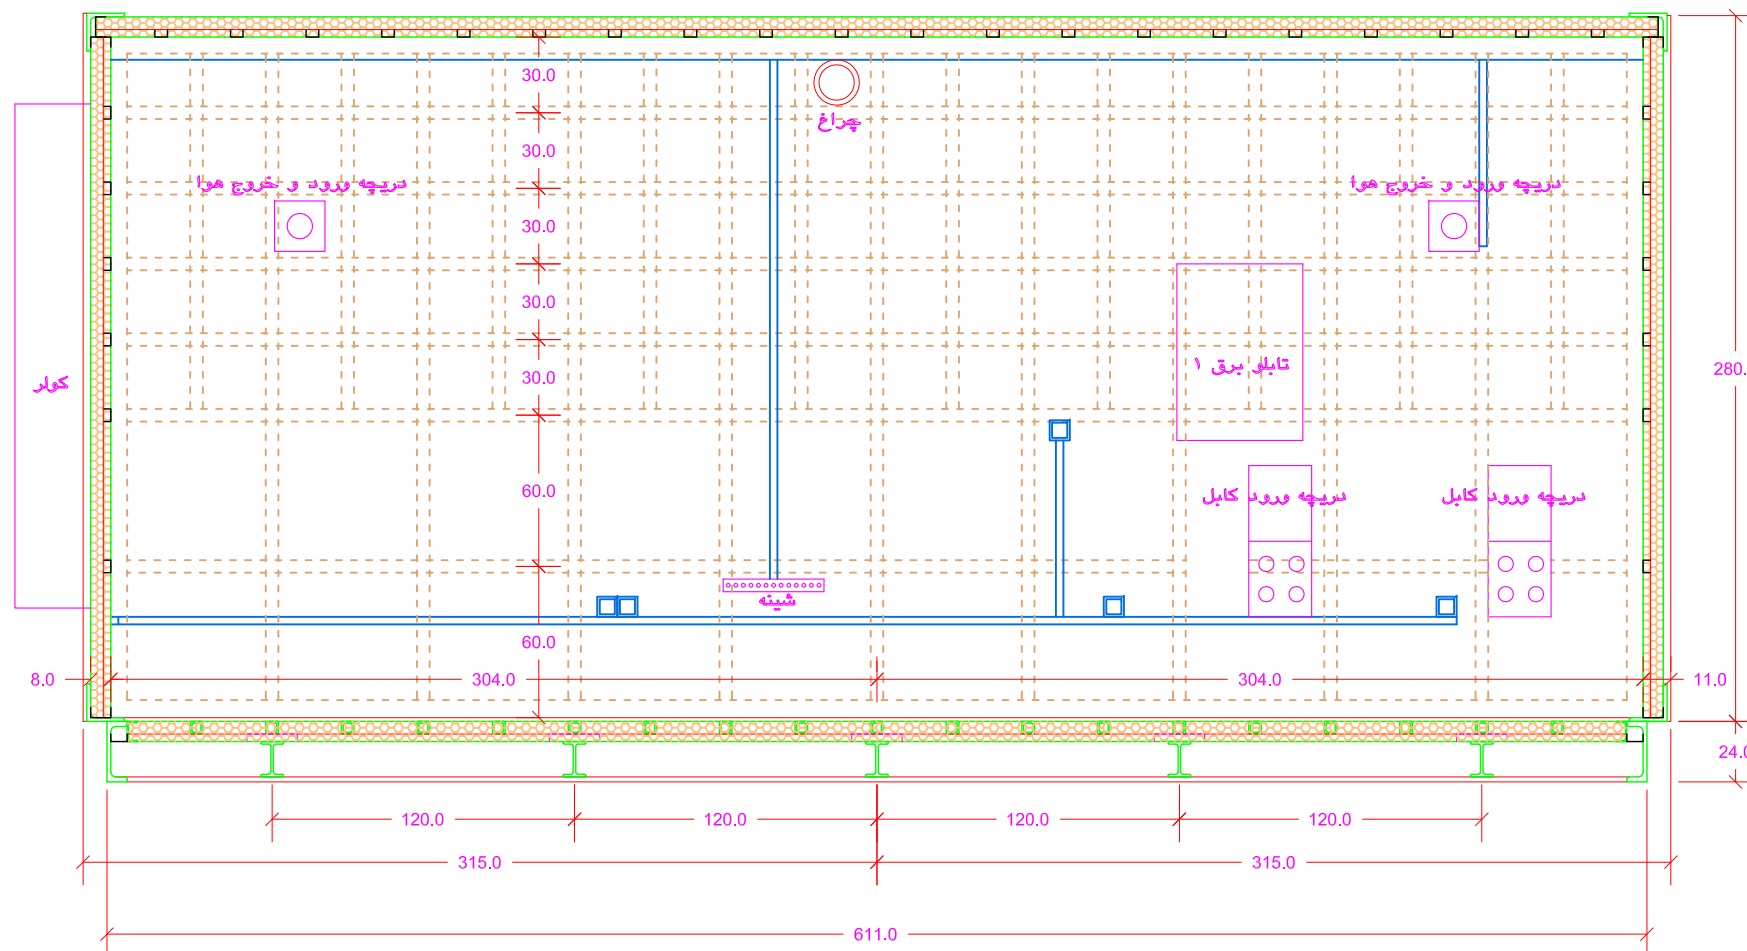 30.0
چراغ
30.0
دریچه ورود و خروج هوا
دریچه ورود و خروج هوا
30.0
30.0
تابلو برق ۱
280.
30.0
کولر
60.0
دریچه ورود کابل
دریچه ورود کابل
شینه
60.0
8.0
304.0
304.0
11.0
24.0
120.0
120.0
120.0
120.0
315.0
315.0
611.0